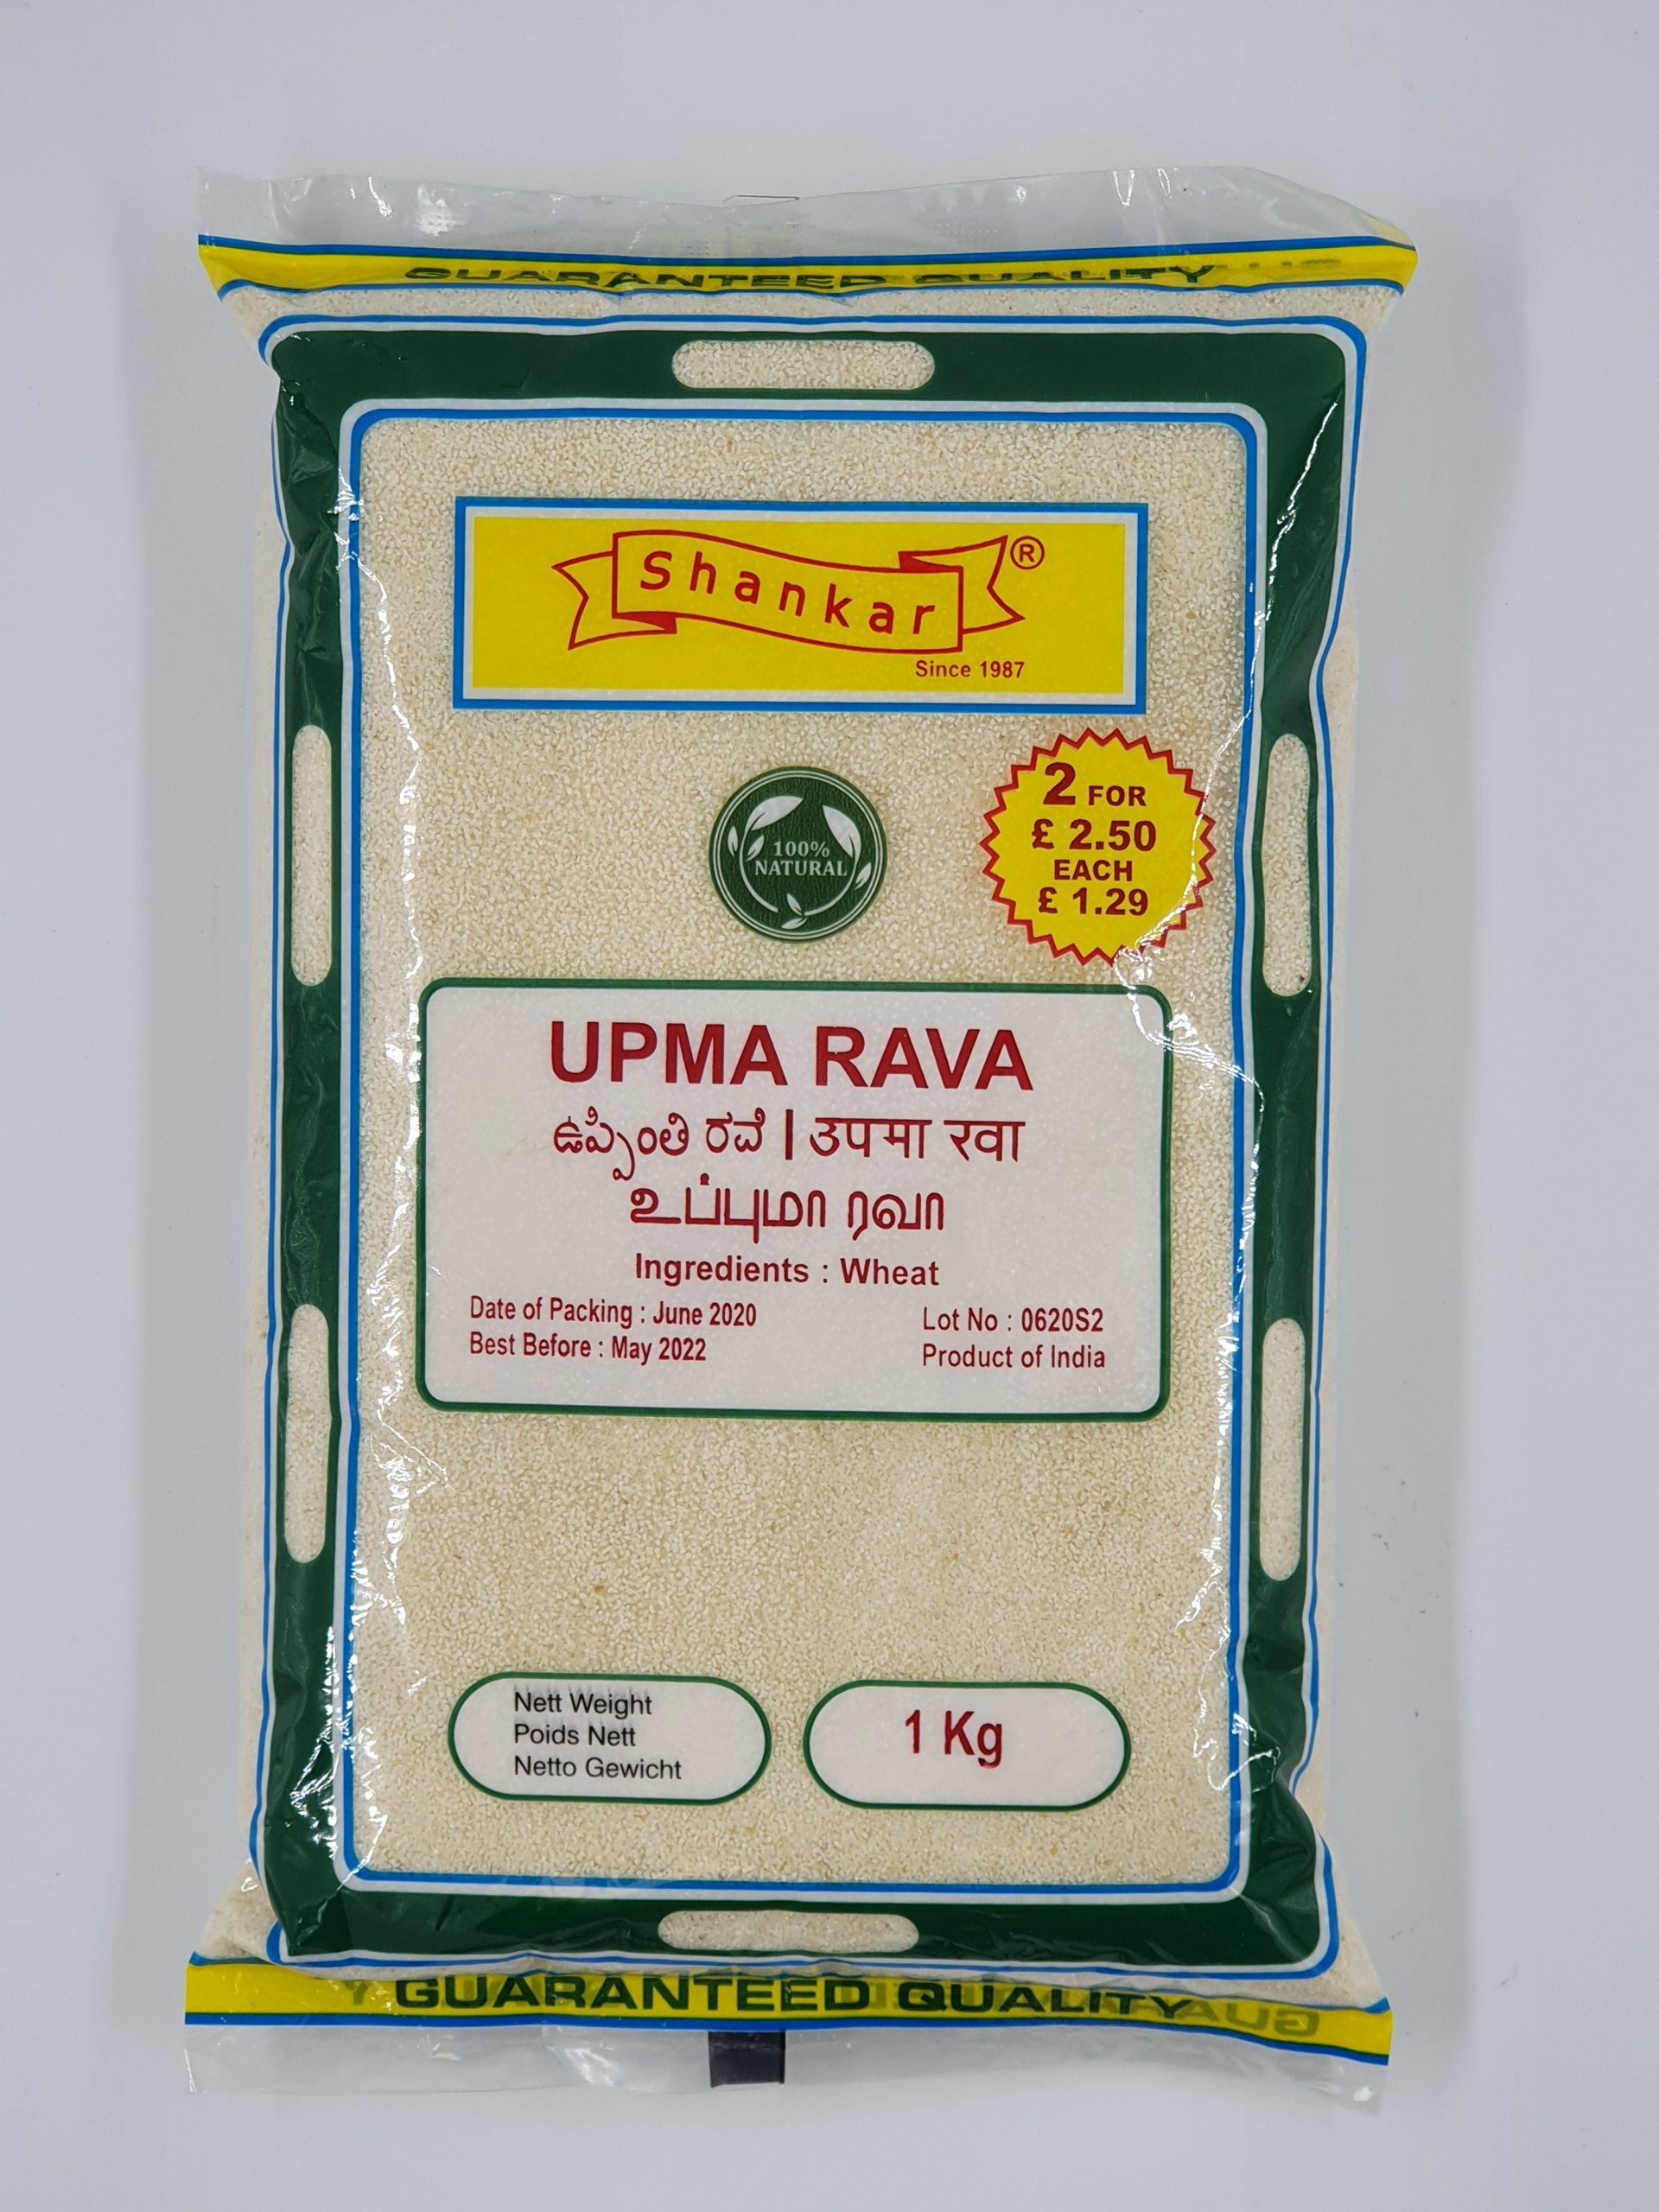 GUARANTEED QUALITY
Shankar®
Since 1987
100%
NATURAL
2 FOR
£ 2.50
EACH
£ 1.29
UPMA RAVA
ఉప్పింతి రವೆ | उपमा रवा
உப்புமா ரவா
Ingredients : Wheat
Date of Packing : June 2020
Best Before : May 2022
Lot No : 0620S2
Product of India
Nett Weight
Poids Nett
Netto Gewicht
1 Kg
GUARANTEED QUALITY